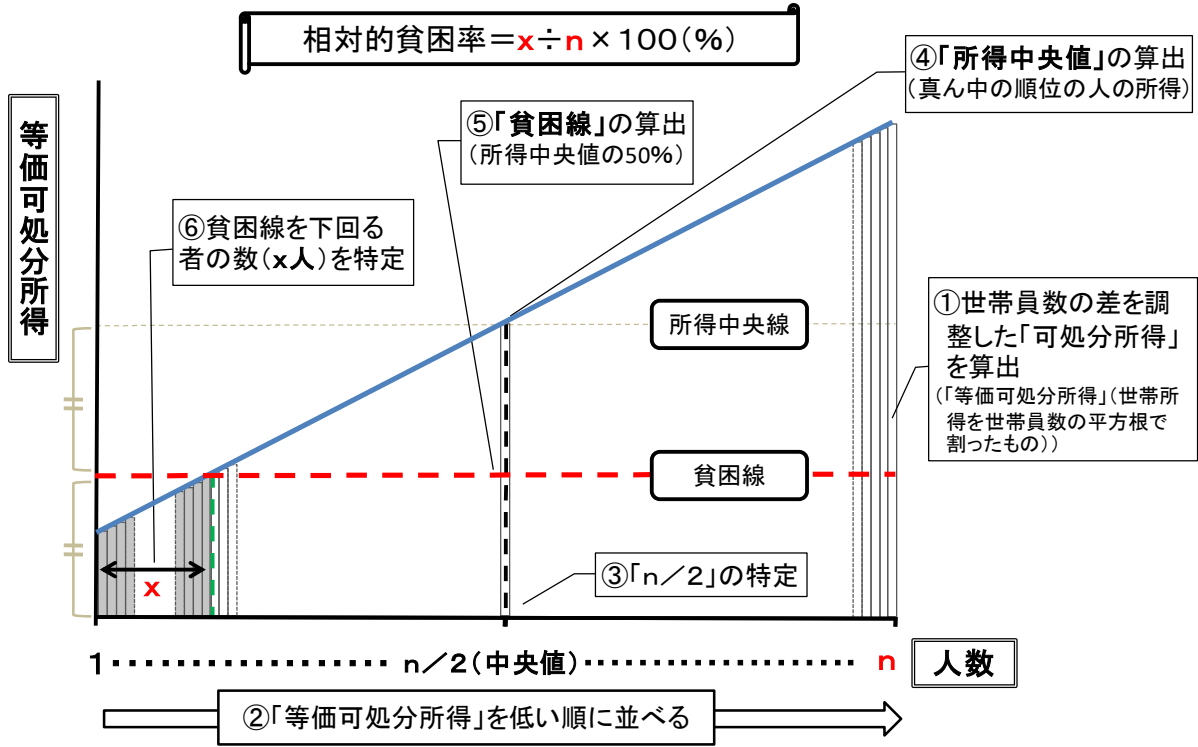 相対的貧困率＝x÷n×100(%)
④「所得中央値」の算出
(真ん中の順位の人の所得)
等価可処分所得
⑤「貧困線」の算出
(所得中央値の50%)
⑥貧困線を下回る
者の数(x人)を特定
①世帯員数の差を調
整した「可処分所得」
を算出
(「等価可処分所得」(世帯所
得を世帯員数の平方根で
割ったもの))
所得中央線
貧困線
x
③「n／2」の特定
1 ････････････････ n／2(中央値) ････････････････ n
人数
②「等価可処分所得」を低い順に並べる